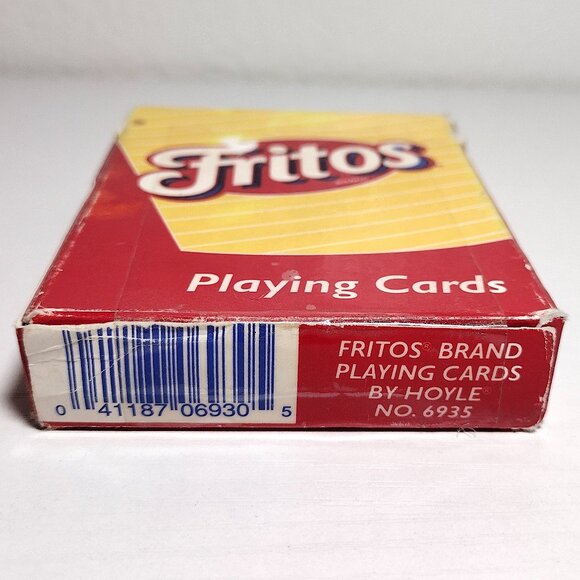 Fritos
Playing Cards
0 41187 06930 5
FRITOS® BRAND
PLAYING CARDS
BY HOYLE®
NO. 6935